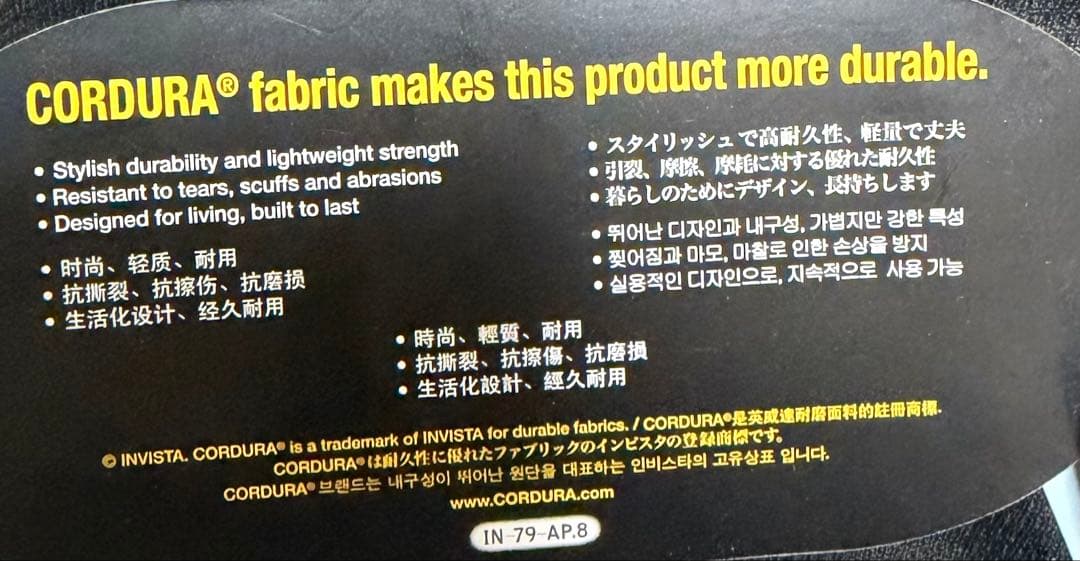 CORDURA® fabric makes this product more durable.
• Stylish durability and lightweight strength
• Resistant to tears, scuffs and abrasions
• Designed for living, built to last
• スタイリッシュで高耐久性、軽量で丈夫
• 引裂、摩擦、摩耗に対する優れた耐久性
• 暮らしのためにデザイン、長持ちします
• 时尚、轻质、耐用
• 抗撕裂、抗擦伤、抗磨损
• 生活化设计、经久耐用
• 뛰어난 디자인과 내구성, 가볍지만 강한 특성
• 찢어짐과 마모, 마찰로 인한 손상을 방지
• 실용적인 디자인으로, 지속적으로 사용 가능
• 時尚、輕質、耐用
• 抗撕裂、抗擦傷、抗磨損
• 生活化設計、經久耐用
© INVISTA. CORDURA® is a trademark of INVISTA for durable fabrics. / CORDURA®是英威達耐磨面料的註冊商標.
CORDURA®は耐久性に優れたファブリックのインビスタの登録商標です。
CORDURA® 브랜드는 내구성이 뛰어난 원단을 대표하는 인비스타의 고유상표 입니다.
www.CORDURA.com
IN-79-AP.8